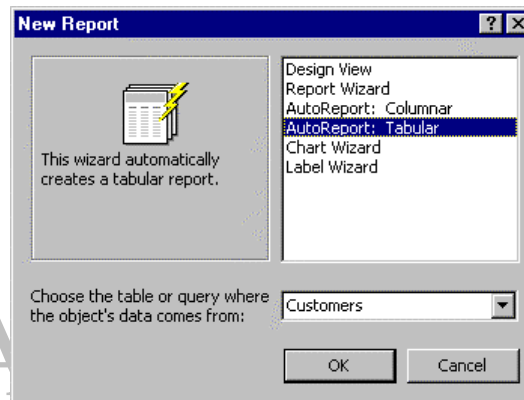 New Report
?
×
This wizard automatically
creates a tabular report.
Design View
Report Wizard
AutoReport: Columnar
AutoReport: Tabular
Chart Wizard
Label Wizard
Choose the table or query where
the object's data comes from:
Customers
OK
Cancel